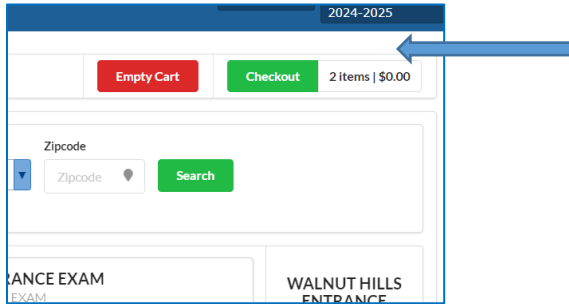 2024-2025
Empty Cart
Checkout
2 items | $0.00
Zipcode
Zipcode
Search
RANCE EXAM
EXAM
WALNUT HILLS
ENTRANCE